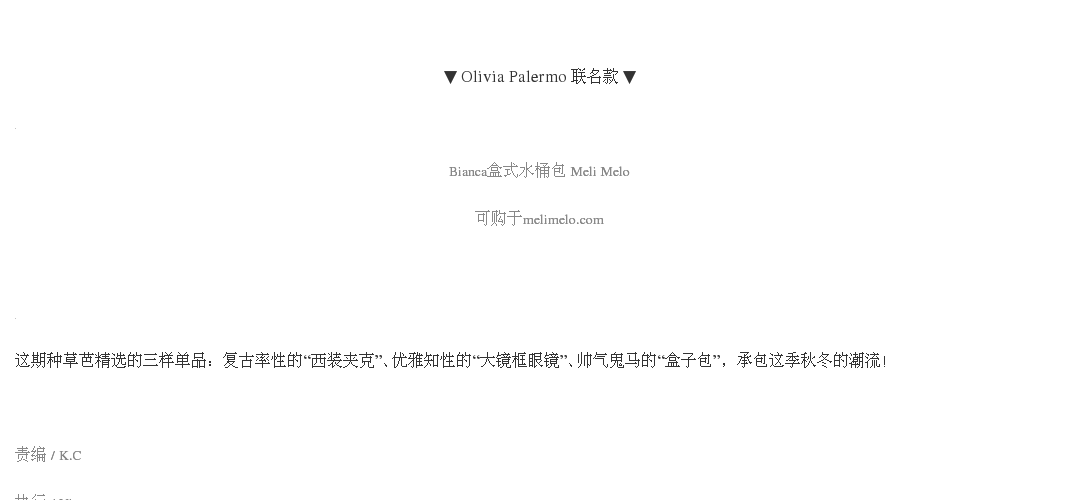 ▼ Olivia Palermo 联名款 ▼
Bianca盒式水桶包 Meli Melo
可购于melimelo.com
这期种草芭精选的三样单品：复古率性的“西装夹克”、优雅知性的“大镜框眼镜”、帅气鬼马的“盒子包”，承包这季秋冬的潮流！
责编 / K.C